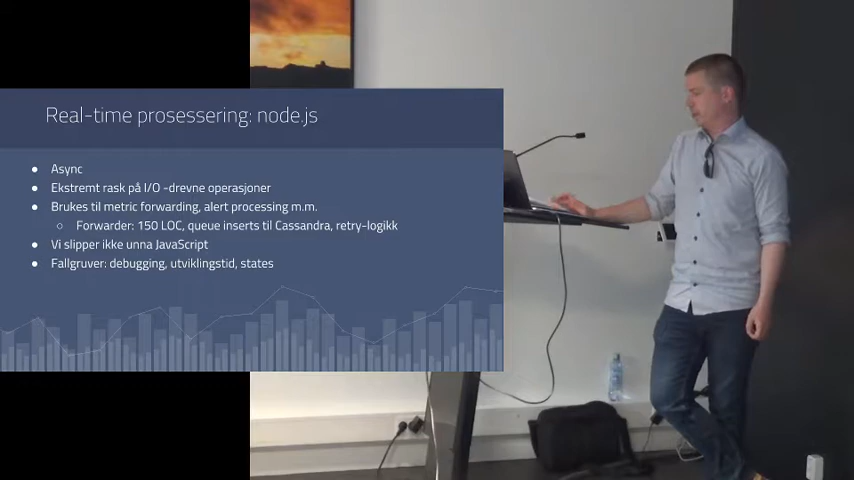 Real-time prosessering: node.js
Async
Ekstremt rask på I/O -drevne operasjoner
Brukes til metric forwarding, alert processing m.m.
Forwarder: 150 LOC, queue inserts til Cassandra, retry-logikk
Vi slipper ikke unna JavaScript
Fallgruver: debugging, utviklingstid, states